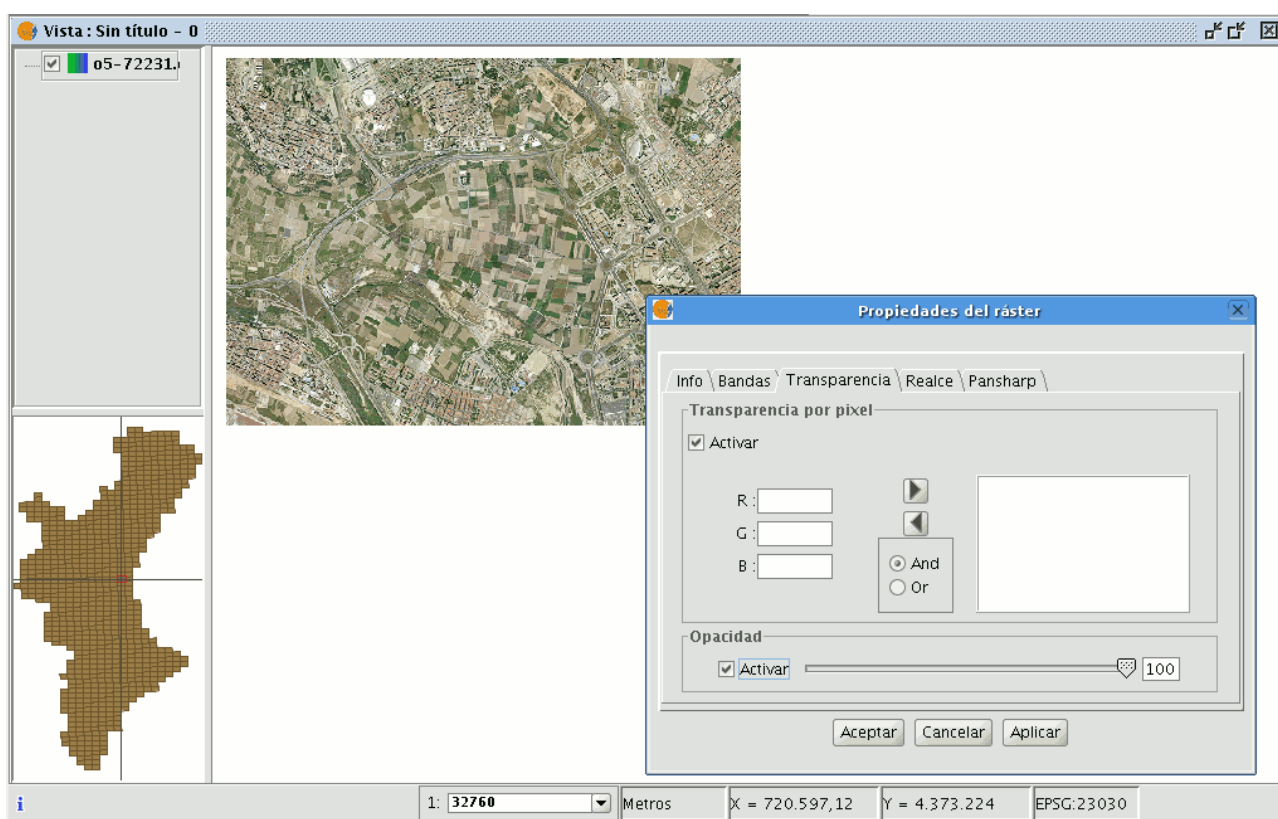 Vista : Sin título - 0
o5-72231.
Propiedades del ráster
Info
Bandas
Transparencia
Realce
Pansharp
Transparencia por pixel
Activar
R :
G :
B :
And
Or
Opacidad
Activar
100
Aceptar
Cancelar
Aplicar
1: 32760
Metros
X = 720.597,12
Y = 4.373.224
EPSG:23030